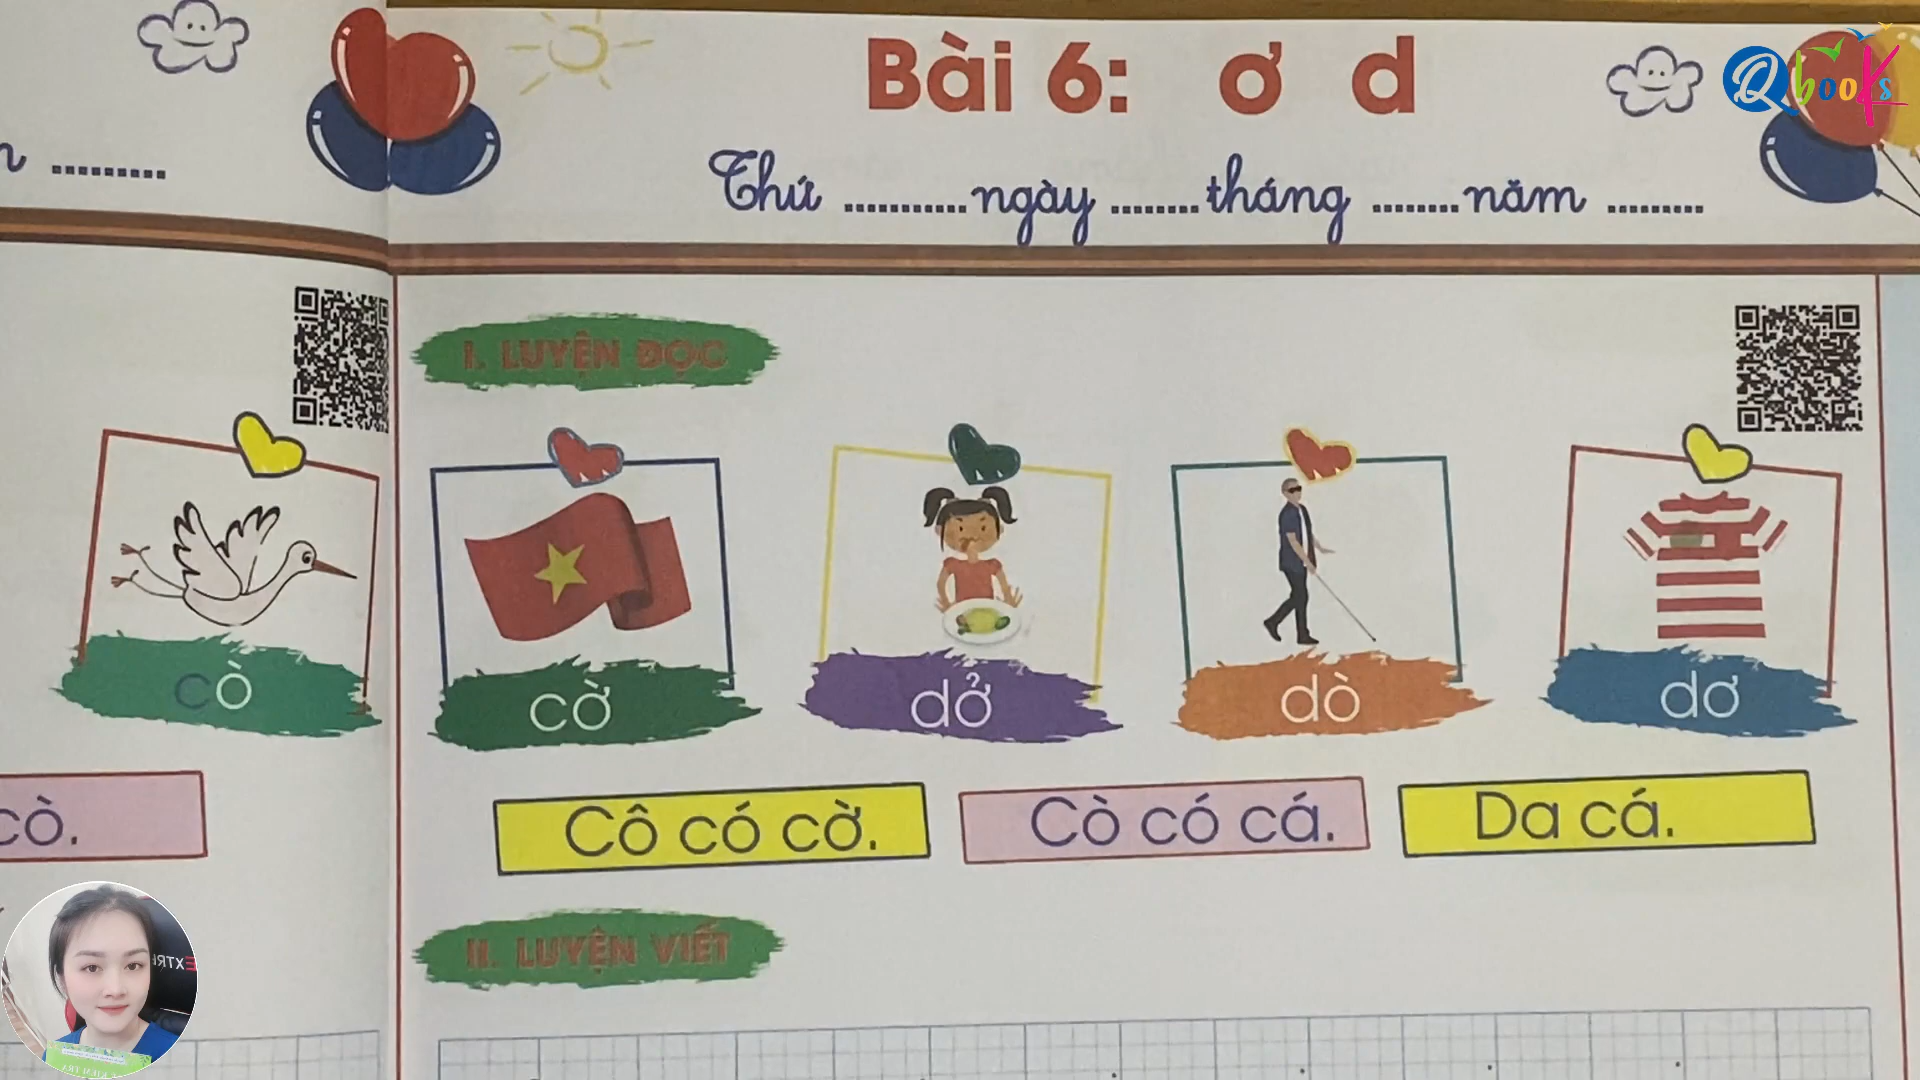 Bài 6: ơ d
Qbooks
Thứ ........... ngày ........ tháng ........ năm .........
.........
I. LUYỆN ĐỌC
cò
cờ
dở
dò
dơ
cò.
Cô có cờ.
Cò có cá.
Da cá.
II. LUYỆN VIẾT